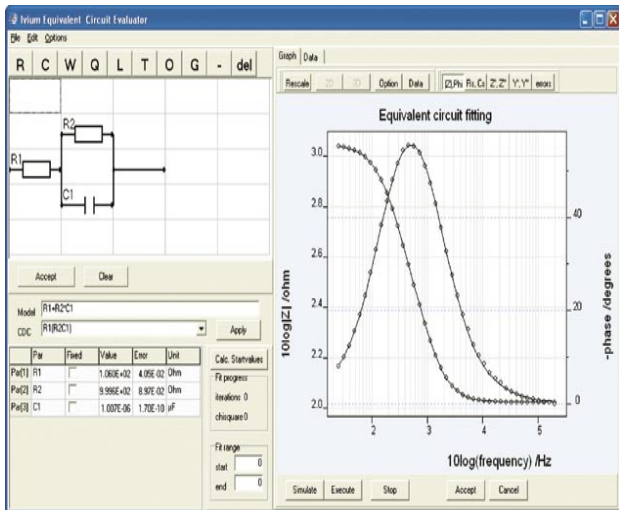 Ivium Equivalent Circuit Evaluator
File Edit Options
R C W Q L T O G - del
R2
R1
C1
Accept Clear
Model R1+R2*C1
CDC R1(R2C1)
Apply
Par Fixed Value Error Unit
Par[1] R1 1.060E+02 4.05E-02 Ohm
Par[2] R2 9.996E+02 8.97E-02 Ohm
Par[3] C1 1.007E-06 1.70E-10 µF
Calc. Startvalues
Fit progress
iterations 0
chisquare 0
Fit range
start 0
end 0
Graph Data
Rescale 2D 3D Option Data |Z|,Phi Rs, Cs Z', Z'' Y', Y'' errors
Equivalent circuit fitting
3.0
2.8
2.6
2.4
2.2
2.0
10log|Z| /ohm
40
20
0
-phase /degrees
2 3 4 5
10log(frequency) /Hz
Simulate Execute Stop Accept Cancel